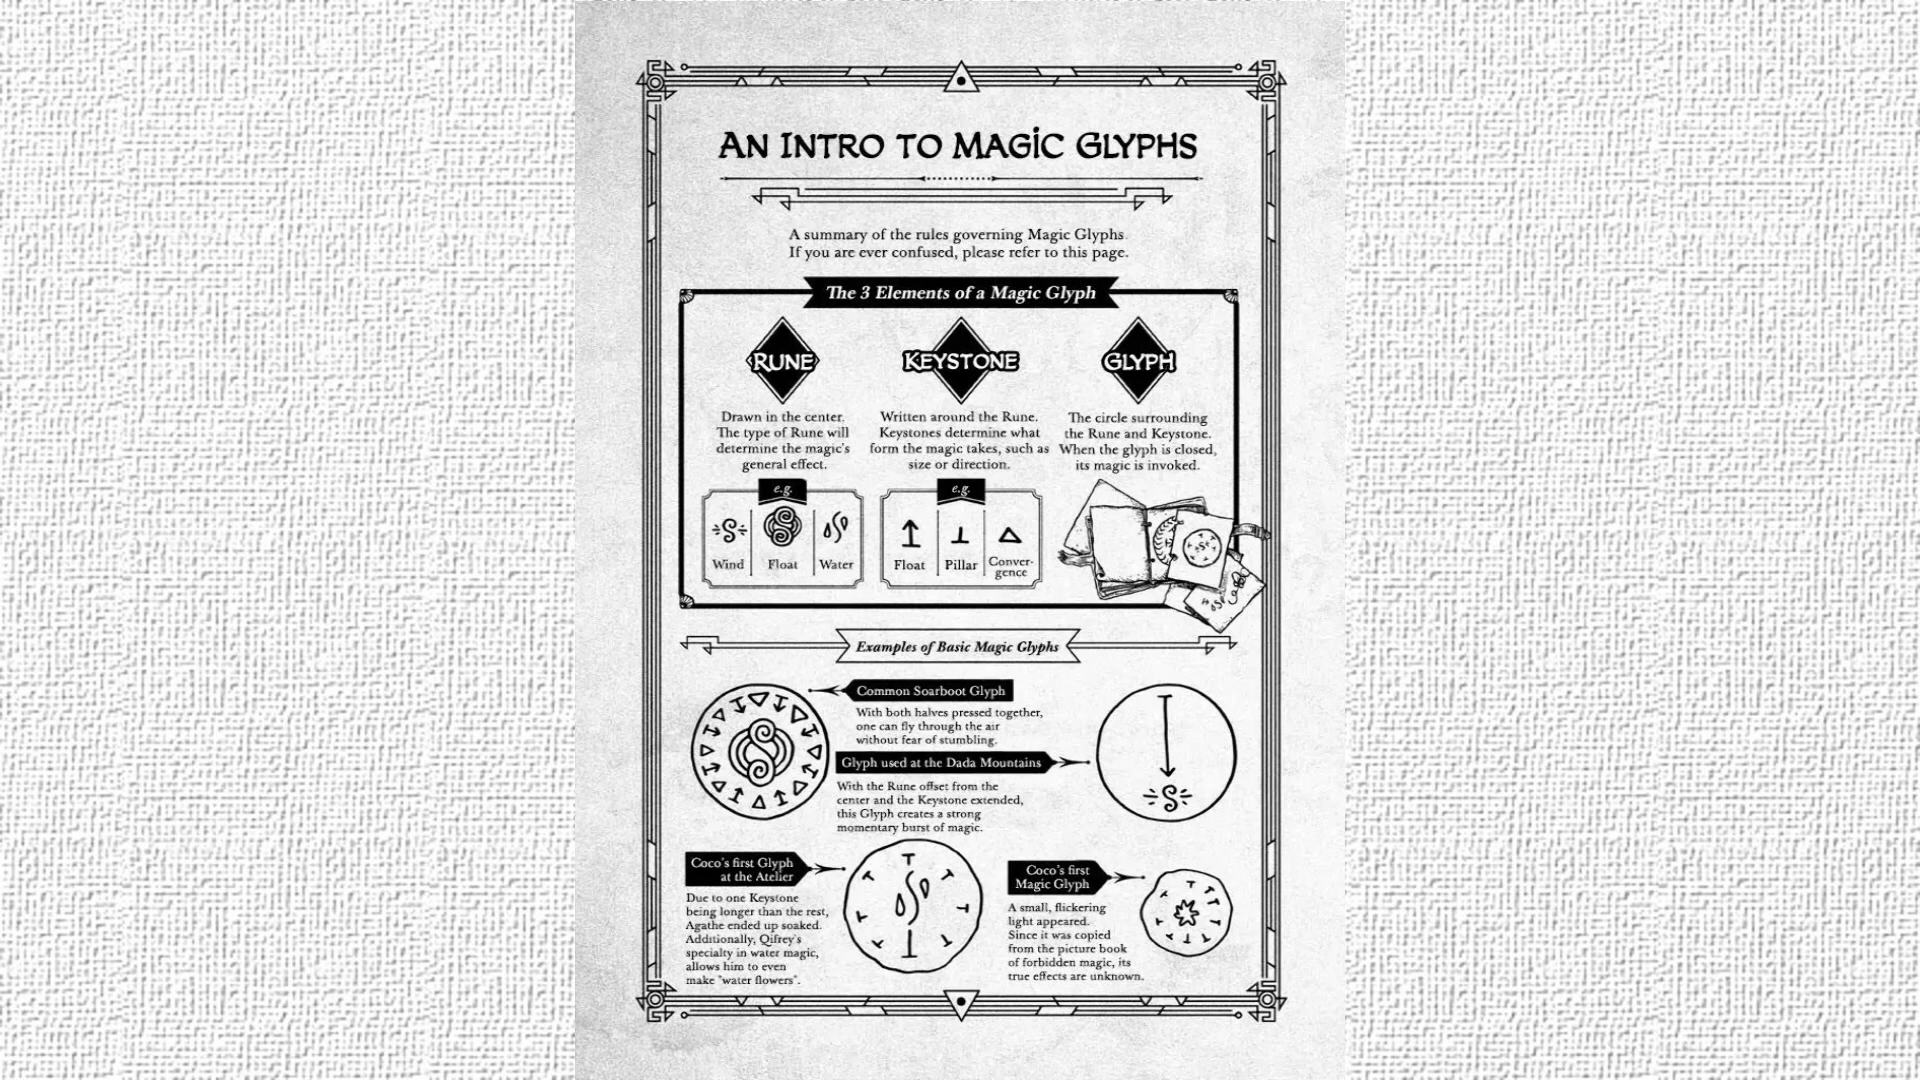 AN INTRO TO MAGIC GLYPHS
A summary of the rules governing Magic Glyphs.
If you are ever confused, please refer to this page.
The 3 Elements of a Magic Glyph
RUNE
Drawn in the center.
The type of Rune will
determine the magic's
general effect.
e.g.
Wind
Float
Water
KEYSTONE
Written around the Rune.
Keystones determine what
form the magic takes, such as
size or direction.
e.g.
Float
Pillar
Conver-
gence
GLYPH
The circle surrounding
the Rune and Keystone.
When the glyph is closed,
its magic is invoked.
Examples of Basic Magic Glyphs
Common Soarboot Glyph
With both halves pressed together,
one can fly through the air
without fear of stumbling.
Glyph used at the Dada Mountains
With the Rune offset from the
center and the Keystone extended,
this Glyph creates a strong
momentary burst of magic.
Coco's first Glyph
at the Atelier
Due to one Keystone
being longer than the rest,
Agathe ended up soaked.
Additionally, Qifrey's
specialty in water magic,
allows him to even
make "water flowers".
Coco's first
Magic Glyph
A small, flickering
light appeared.
Since it was copied
from the picture book
of forbidden magic, its
true effects are unknown.